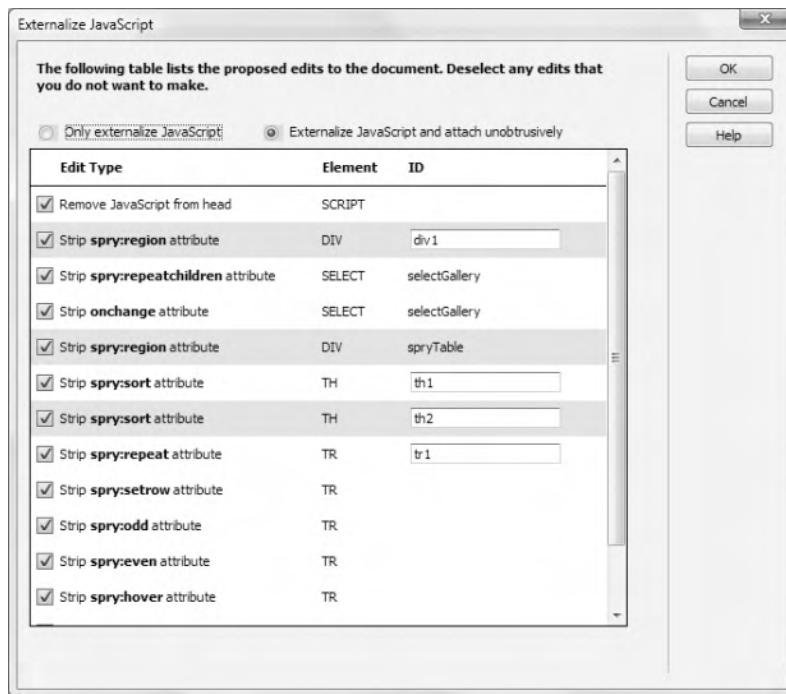 Externalize JavaScript
x
The following table lists the proposed edits to the document. Deselect any edits that
you do not want to make.
OK
Cancel
Help
Only externalize JavaScript
Externalize JavaScript and attach unobtrusively
Edit Type Element ID
Remove JavaScript from head SCRIPT
Strip spry:region attribute DIV div1
Strip spry:repeatchildren attribute SELECT selectGallery
Strip onchange attribute SELECT selectGallery
Strip spry:region attribute DIV spryTable
Strip spry:sort attribute TH th1
Strip spry:sort attribute TH th2
Strip spry:repeat attribute TR tr1
Strip spry:setrow attribute TR
Strip spry:odd attribute TR
Strip spry:even attribute TR
Strip spry:hover attribute TR